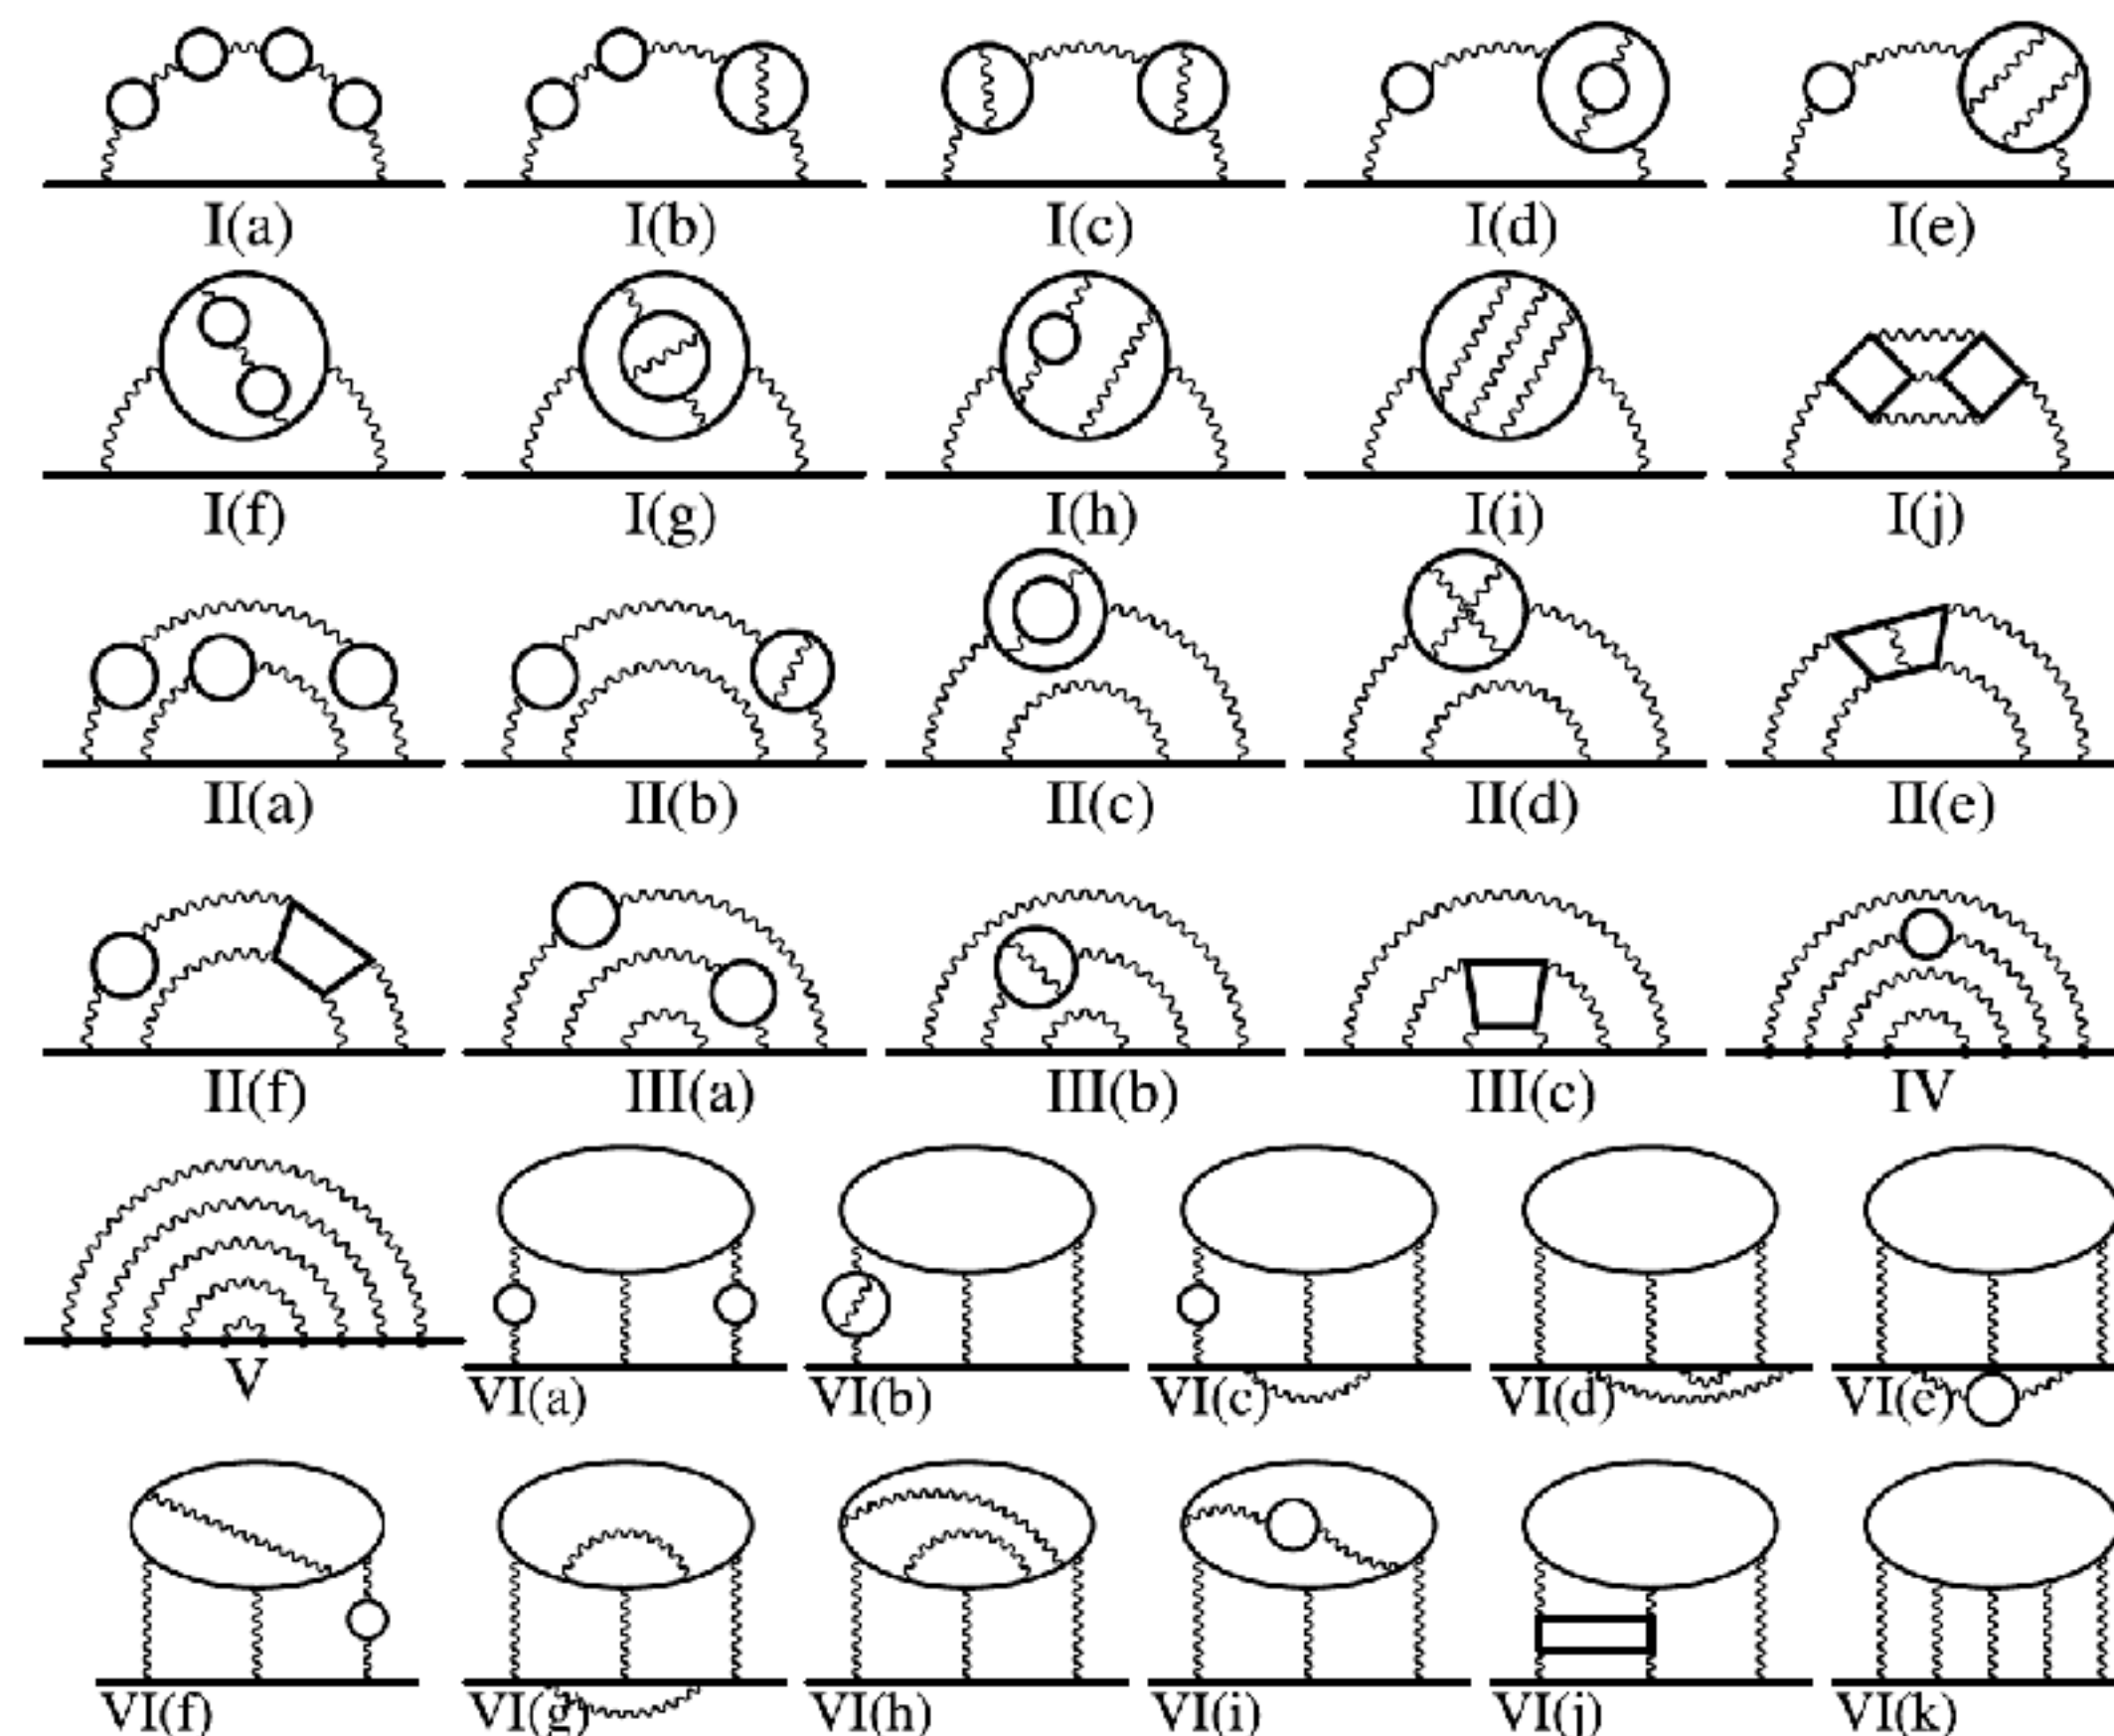 I(a) I(b) I(c) I(d) I(e)
I(f) I(g) I(h) I(i) I(j)
II(a) II(b) II(c) II(d) II(e)
II(f) III(a) III(b) III(c) IV
V VI(a) VI(b) VI(c) VI(d) VI(e)
VI(f) VI(g) VI(h) VI(i) VI(j) VI(k)